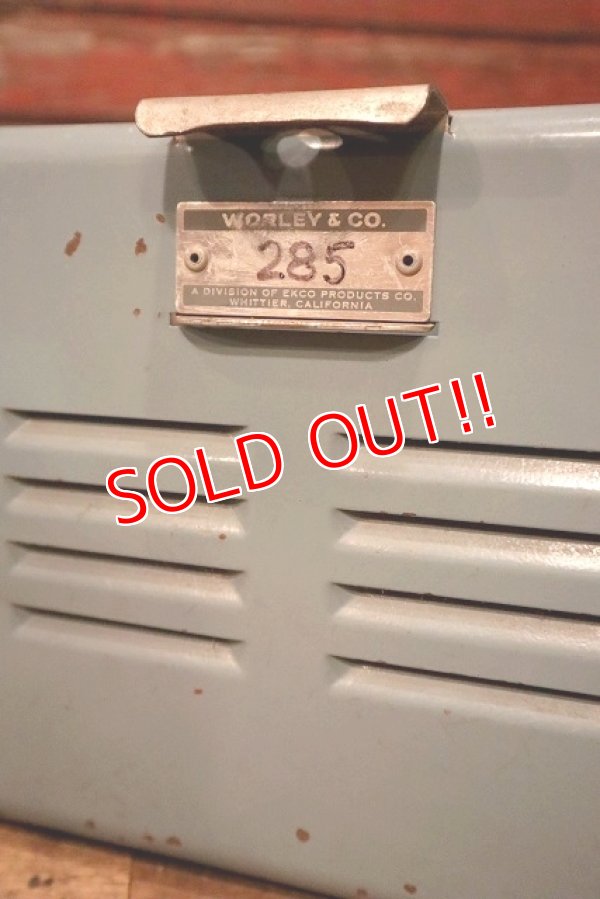 WORLEY & CO.
285
A DIVISION OF EKCO PRODUCTS CO.
WHITTIER, CALIFORNIA
SOLD OUT!!